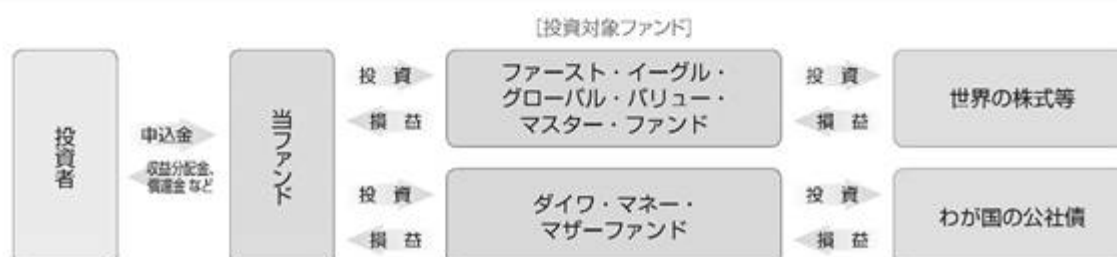 [投資対象ファンド]
投資者
申込金
収益分配金、
償還金 など
当ファンド
投 資
損 益
ファースト・イーグル・
グローバル・バリュー・
マスター・ファンド
投 資
損 益
世界の株式等
投 資
損 益
ダイワ・マネー・
マザーファンド
投 資
損 益
わが国の公社債